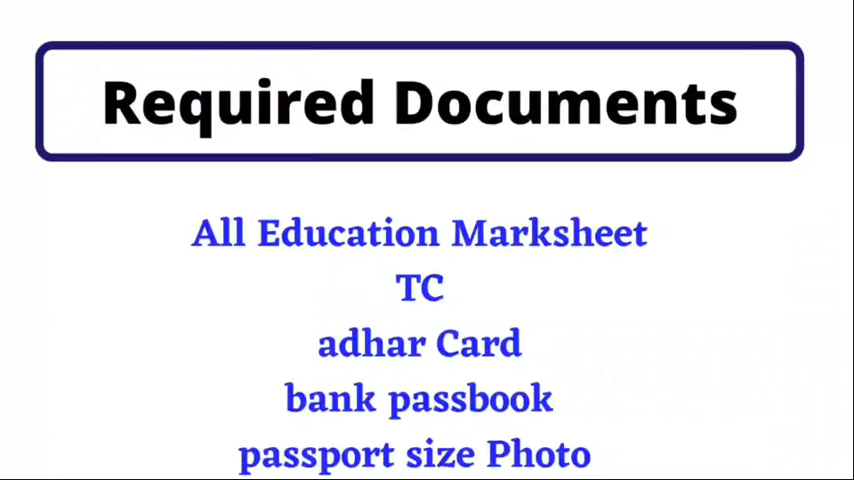 Required Documents
All Education Marksheet
TC
adhar Card
bank passbook
passport size Photo